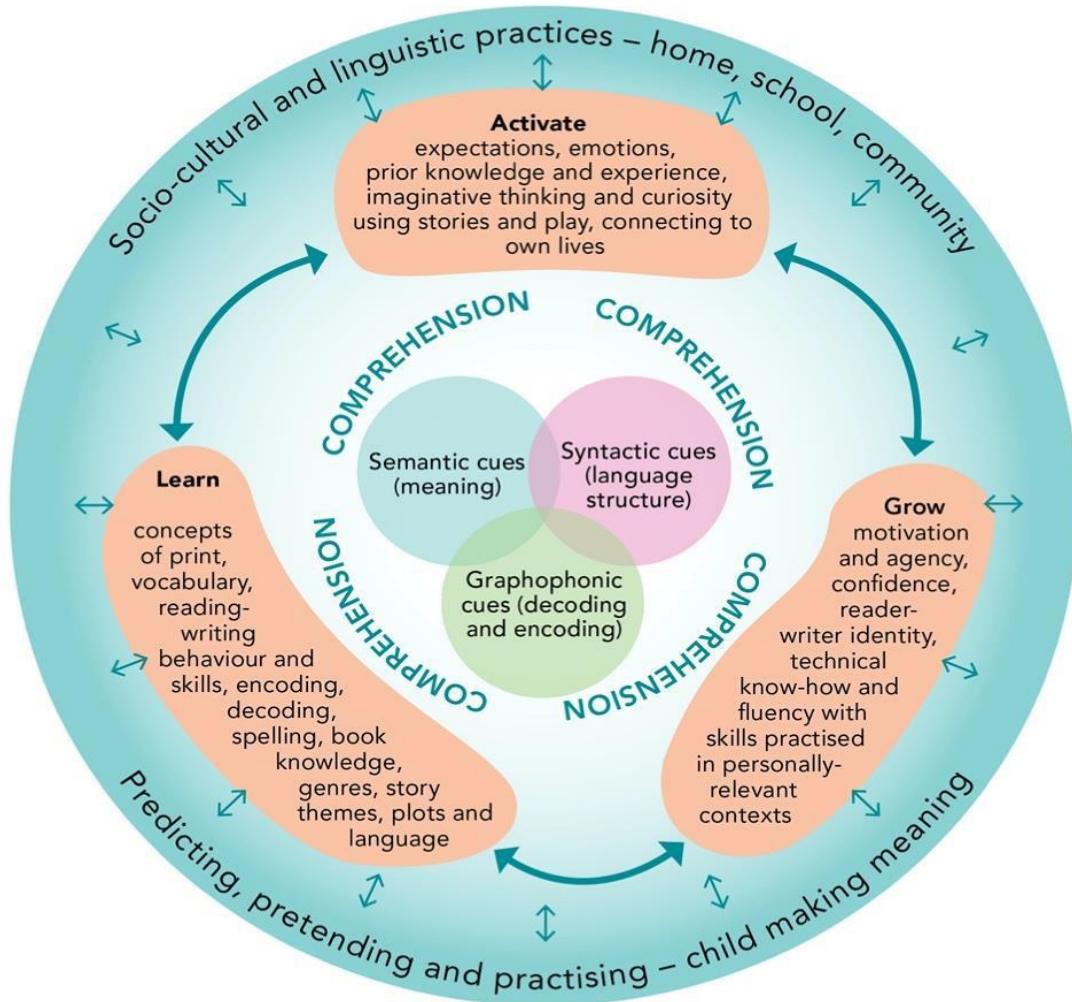 Socio-cultural and linguistic practices – home, school, community
Activate
expectations, emotions,
prior knowledge and experience,
imaginative thinking and curiosity
using stories and play, connecting to
own lives
COMPREHENSION
COMPREHENSION
Semantic cues
(meaning)
Syntactic cues
(language
structure)
Graphophonic
cues (decoding
and encoding)
COMPREHENSION
COMPREHENSION
Learn
concepts
of print,
vocabulary,
reading-
writing
behaviour and
skills, encoding,
decoding,
spelling, book
knowledge,
genres, story
themes, plots and
language
Grow
motivation
and agency,
confidence,
reader-
writer identity,
technical
know-how and
fluency with
skills practised
in personally-
relevant
contexts
Predicting, pretending and practising – child making meaning